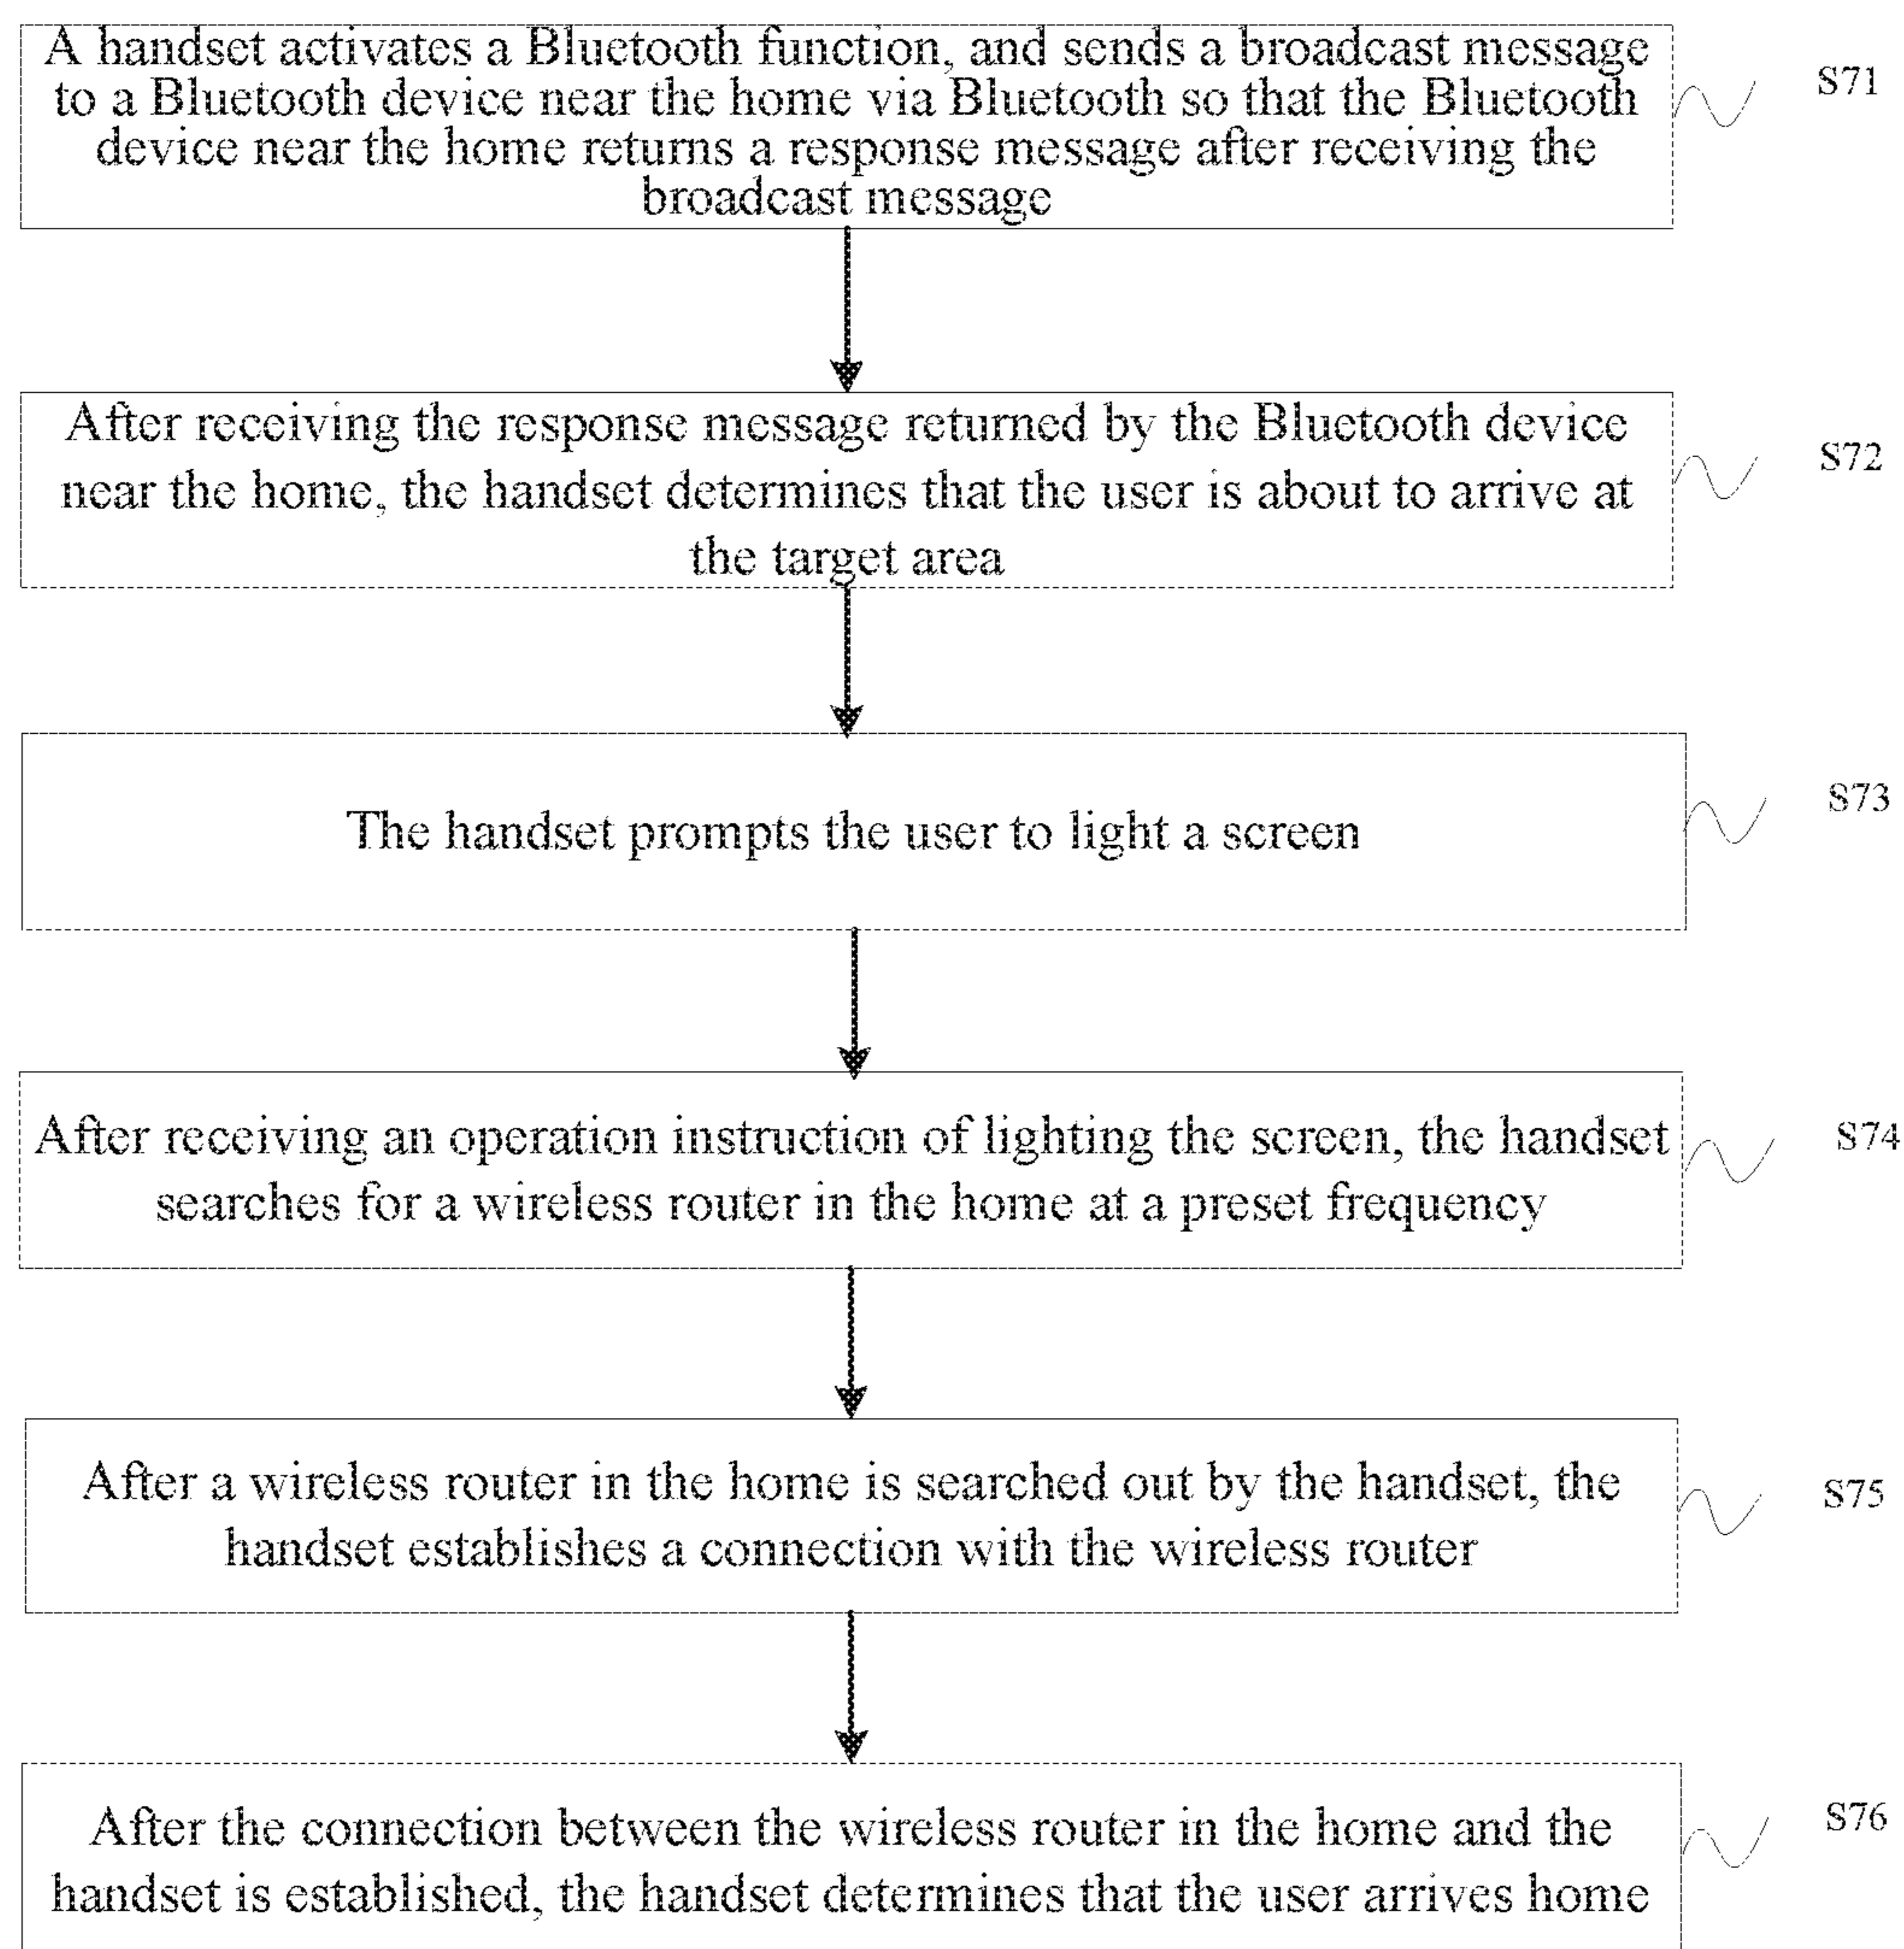 A handset activates a Bluetooth function, and sends a broadcast message
to a Bluetooth device near the home via Bluetooth so that the Bluetooth
device near the home returns a response message after receiving the
broadcast message
S71
After receiving the response message returned by the Bluetooth device
near the home, the handset determines that the user is about to arrive at
the target area
S72
The handset prompts the user to light a screen
S73
After receiving an operation instruction of lighting the screen, the handset
searches for a wireless router in the home at a preset frequency
S74
After a wireless router in the home is searched out by the handset, the
handset establishes a connection with the wireless router
S75
After the connection between the wireless router in the home and the
handset is established, the handset determines that the user arrives home
S76